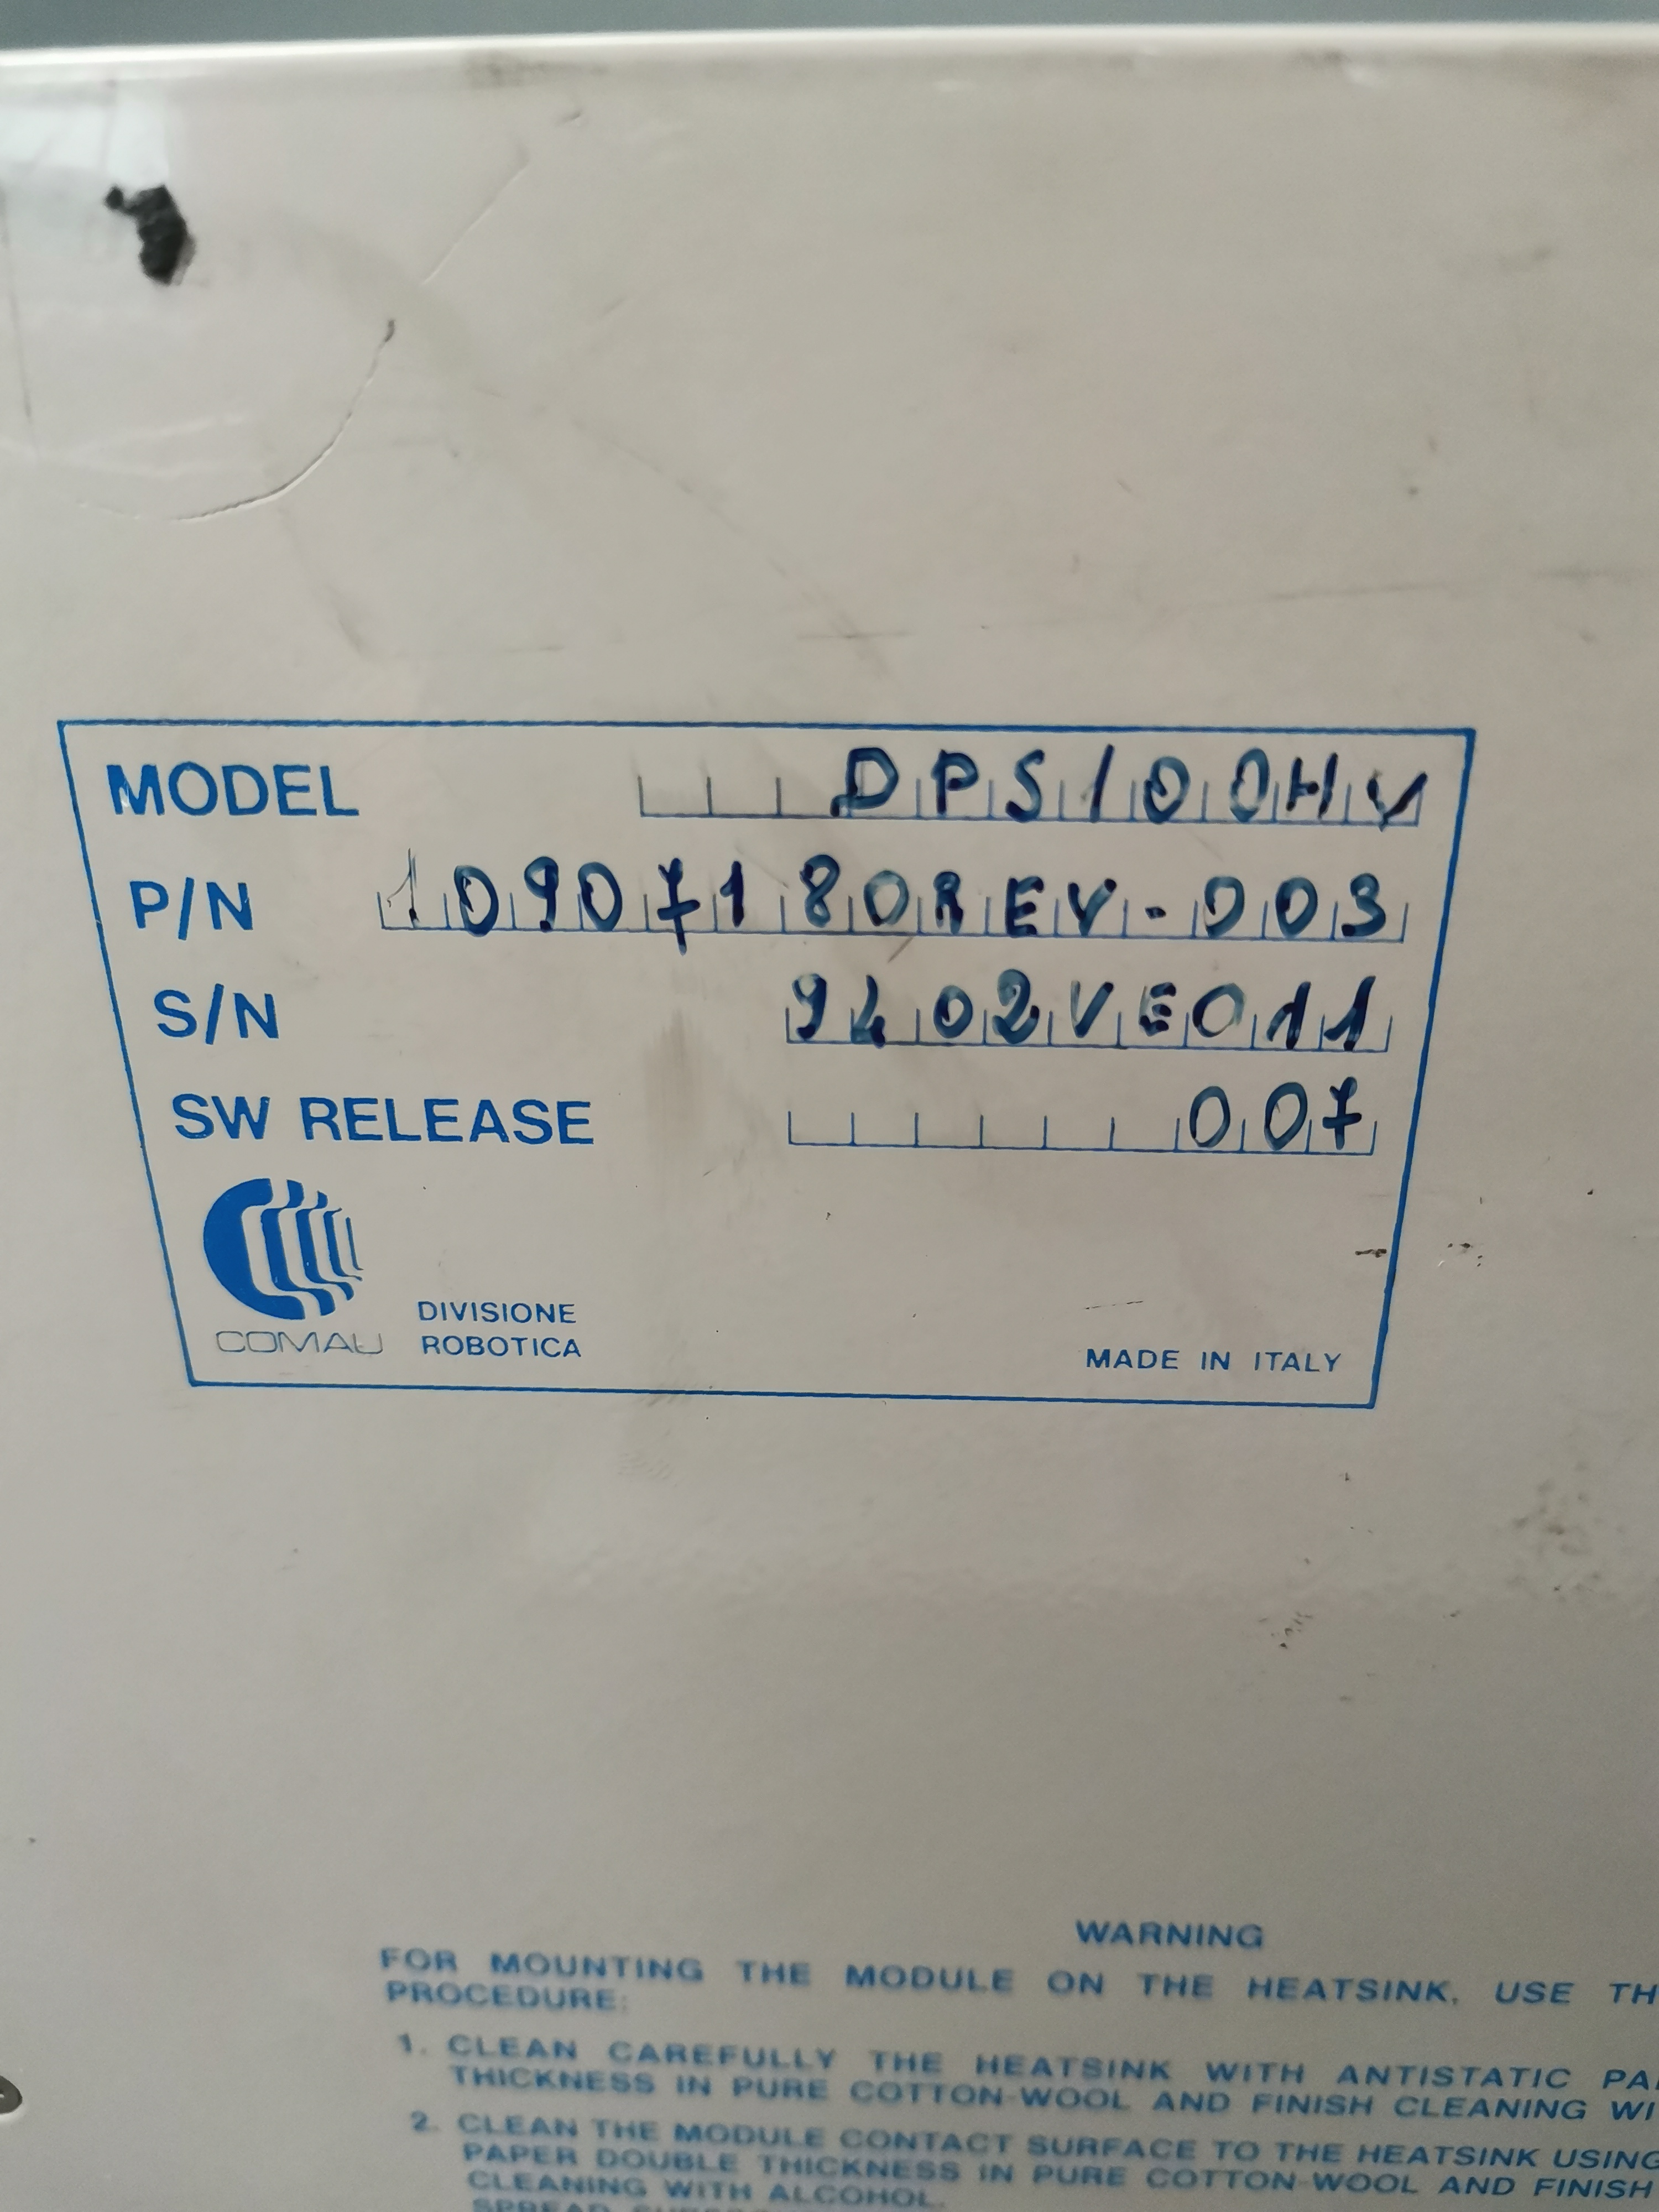 MODEL DPS100HV
P/N 10907180REV-003
S/N 9402VE011
SW RELEASE 007
COMAU DIVISIONE
ROBOTICA
MADE IN ITALY
WARNING
FOR MOUNTING THE MODULE ON THE HEATSINK, USE TH
PROCEDURE:
1. CLEAN CAREFULLY THE HEATSINK WITH ANTISTATIC PA
THICKNESS IN PURE COTTON-WOOL AND FINISH CLEANING WI
2. CLEAN THE MODULE CONTACT SURFACE TO THE HEATSINK USING
PAPER DOUBLE THICKNESS IN PURE COTTON-WOOL AND FINISH
CLEANING WITH ALCOHOL.
SPREAD